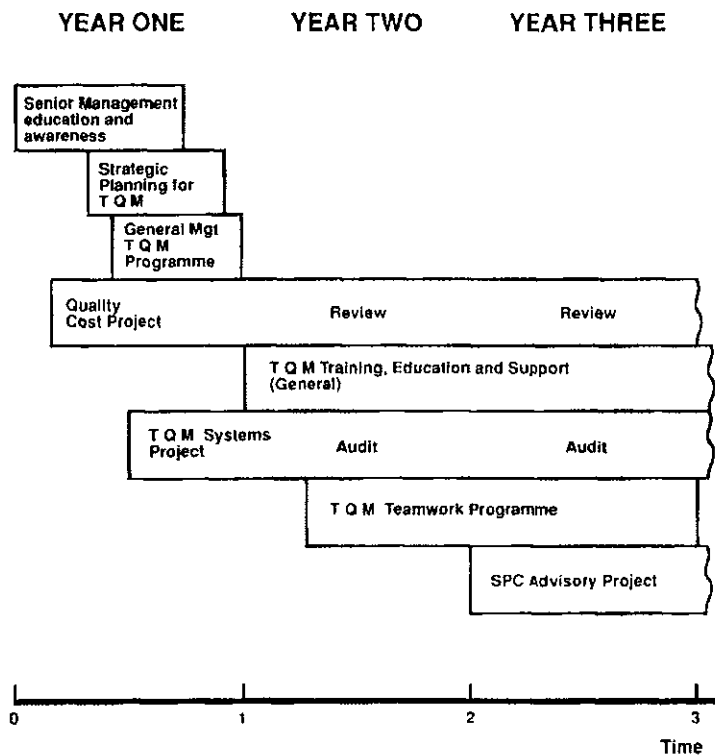 YEAR ONE YEAR TWO YEAR THREE
Senior Management
education and
awareness
Strategic
Planning for
T Q M
General Mgt
T Q M
Programme
Quality
Cost Project
Review
Review
T Q M Training, Education and Support
(General)
T Q M Systems
Project
Audit
Audit
T Q M Teamwork Programme
SPC Advisory Project
0 1 2 3
Time